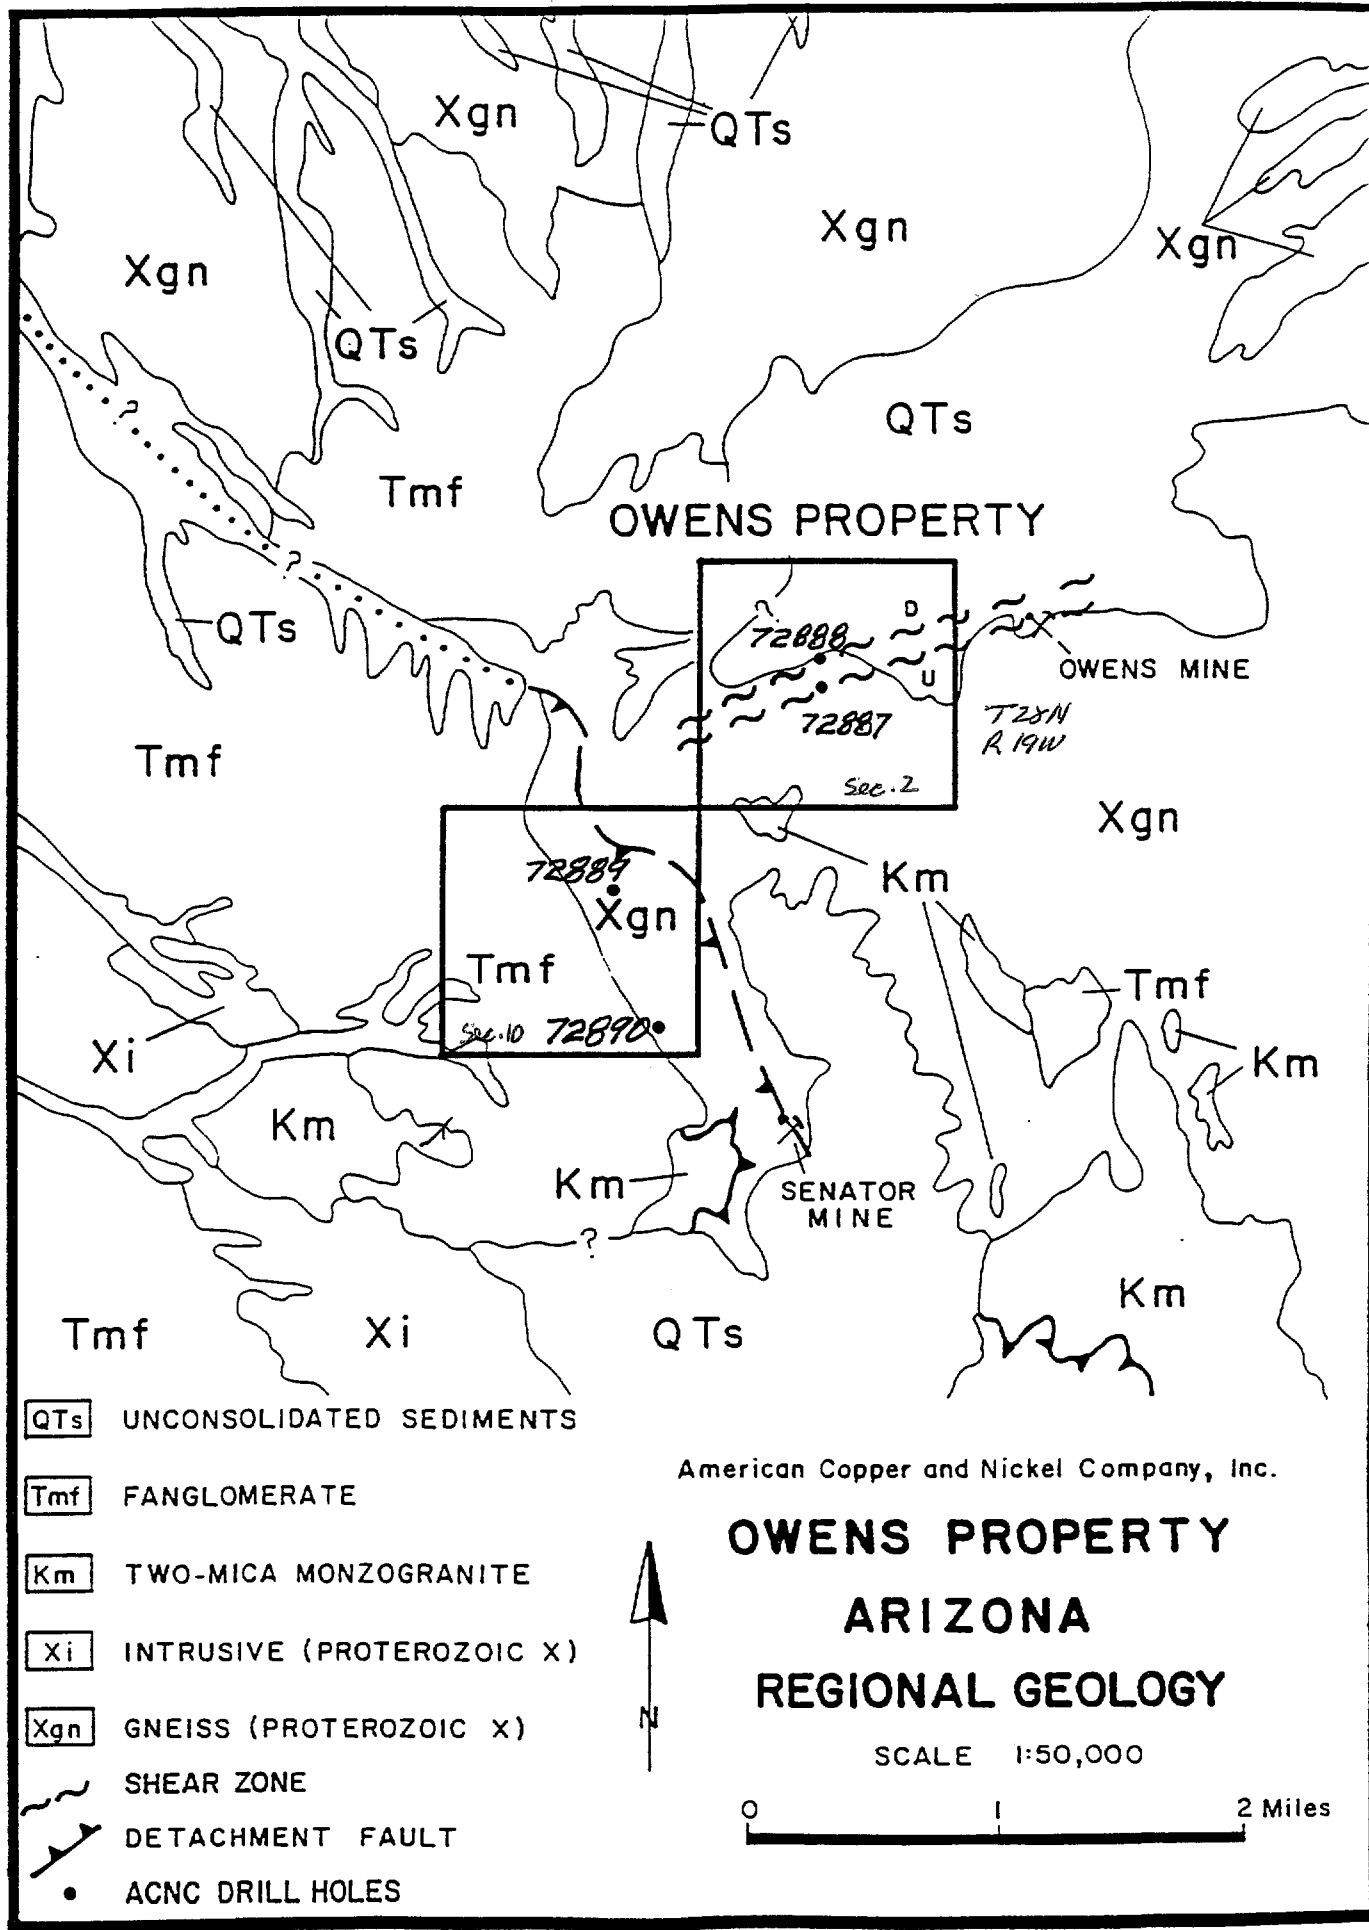 Xgn
QTs
Xgn
Xgn
Xgn
QTs
QTs
Tmf
OWENS PROPERTY
?
?
QTs
?
72888
D
U
OWENS MINE
72887
T28N
R 19W
Sec. 2
Tmf
Xgn
Km
72889
Xgn
Tmf
Tmf
Sec. 10
72890
Xi
Km
Km
Km
SENATOR
MINE
?
Km
Tmf
Xi
QTs
QTs UNCONSOLIDATED SEDIMENTS
Tmf FANGLOMERATE
Km TWO-MICA MONZOGRANITE
Xi INTRUSIVE (PROTEROZOIC X)
Xgn GNEISS (PROTEROZOIC X)
SHEAR ZONE
DETACHMENT FAULT
ACNC DRILL HOLES
N
American Copper and Nickel Company, Inc.
OWENS PROPERTY
ARIZONA
REGIONAL GEOLOGY
SCALE 1:50,000
0 1 2 Miles